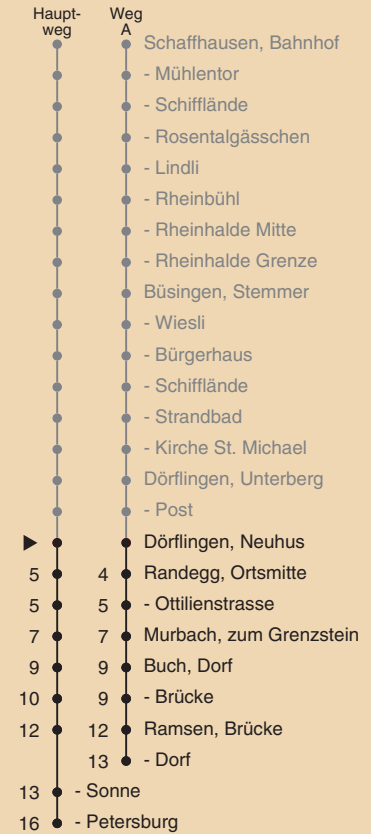 Haupt-
weg
Weg
A
Schaffhausen, Bahnhof
- Mühlentor
- Schifflände
- Rosentalgässchen
- Lindli
- Rheinbühl
- Rheinhalde Mitte
- Rheinhalde Grenze
Büsingen, Stemmer
- Wiesli
- Bürgerhaus
- Schifflände
- Strandbad
- Kirche St. Michael
Dörflingen, Unterberg
- Post
Dörflingen, Neuhus
5 4 Randegg, Ortsmitte
5 5 - Ottilienstrasse
7 7 Murbach, zum Grenzstein
9 9 Buch, Dorf
10 9 - Brücke
12 12 Ramsen, Brücke
13 - Dorf
13 - Sonne
16 - Petersburg